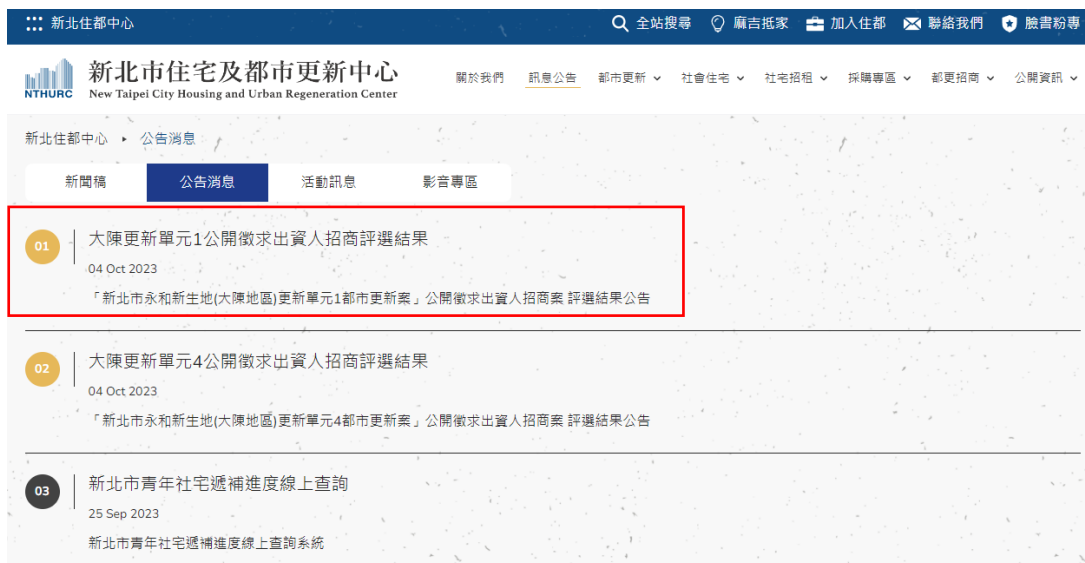 新北住都中心 全站搜尋 麻吉抵家 加入住都 聯絡我們 臉書粉專
NTHURC 新北市住宅及都市更新中心
New Taipei City Housing and Urban Regeneration Center
關於我們 訊息公告 都市更新 社會住宅 社宅招租 採購專區 都更招商 公開資訊
新北住都中心 ▸ 公告消息
新聞稿 公告消息 活動訊息 影音專區
01 大陳更新單元1公開徵求出資人招商評選結果
04 Oct 2023
「新北市永和新生地(大陳地區)更新單元1都市更新案」公開徵求出資人招商案 評選結果公告
02 大陳更新單元4公開徵求出資人招商評選結果
04 Oct 2023
「新北市永和新生地(大陳地區)更新單元4都市更新案」公開徵求出資人招商案 評選結果公告
03 新北市青年社宅遞補進度線上查詢
25 Sep 2023
新北市青年社宅遞補進度線上查詢系統